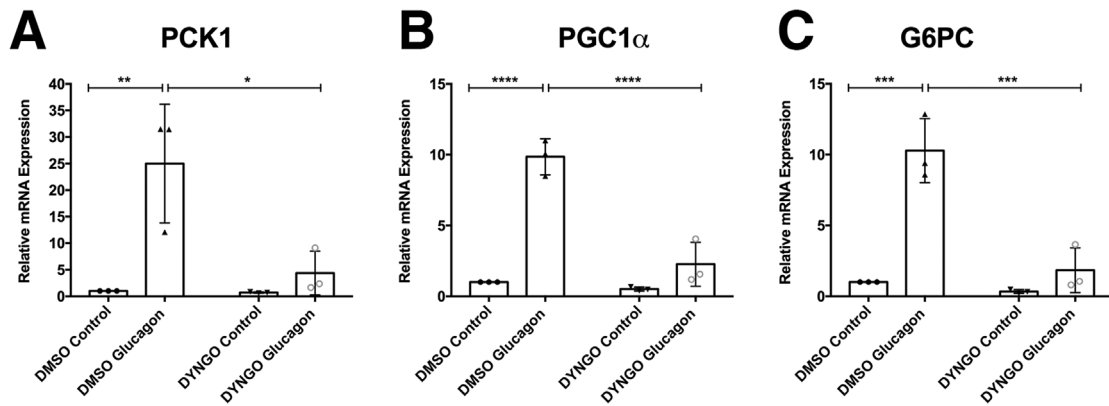 A
PCK1
Relative mRNA Expression
40
35
30
25
20
15
10
5
0
**
*
DMSO Control
DMSO Glucagon
DYNGO Control
DYNGO Glucagon
B
PGC1α
Relative mRNA Expression
15
10
5
0
****
****
DMSO Control
DMSO Glucagon
DYNGO Control
DYNGO Glucagon
C
G6PC
Relative mRNA Expression
15
10
5
0
***
***
DMSO Control
DMSO Glucagon
DYNGO Control
DYNGO Glucagon